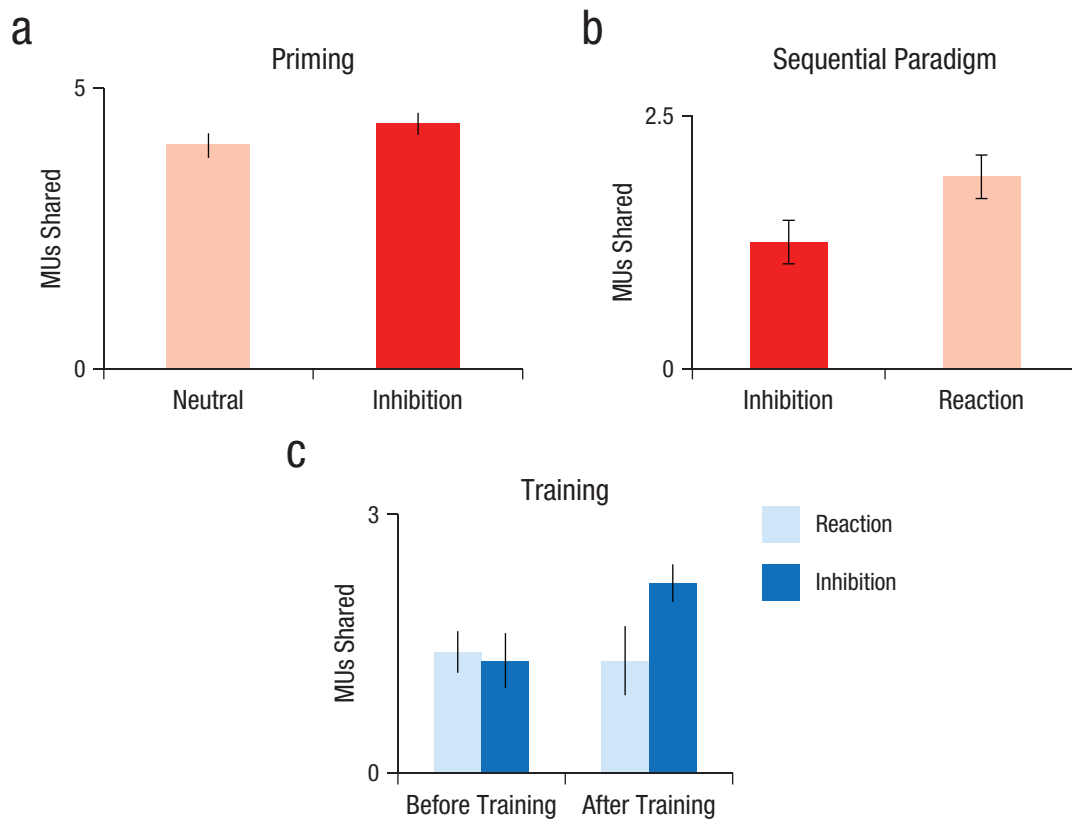 a
Priming
5
MUs Shared
0
Neutral
Inhibition
b
Sequential Paradigm
2.5
MUs Shared
0
Inhibition
Reaction
c
Training
3
MUs Shared
0
Before Training
After Training
Reaction
Inhibition